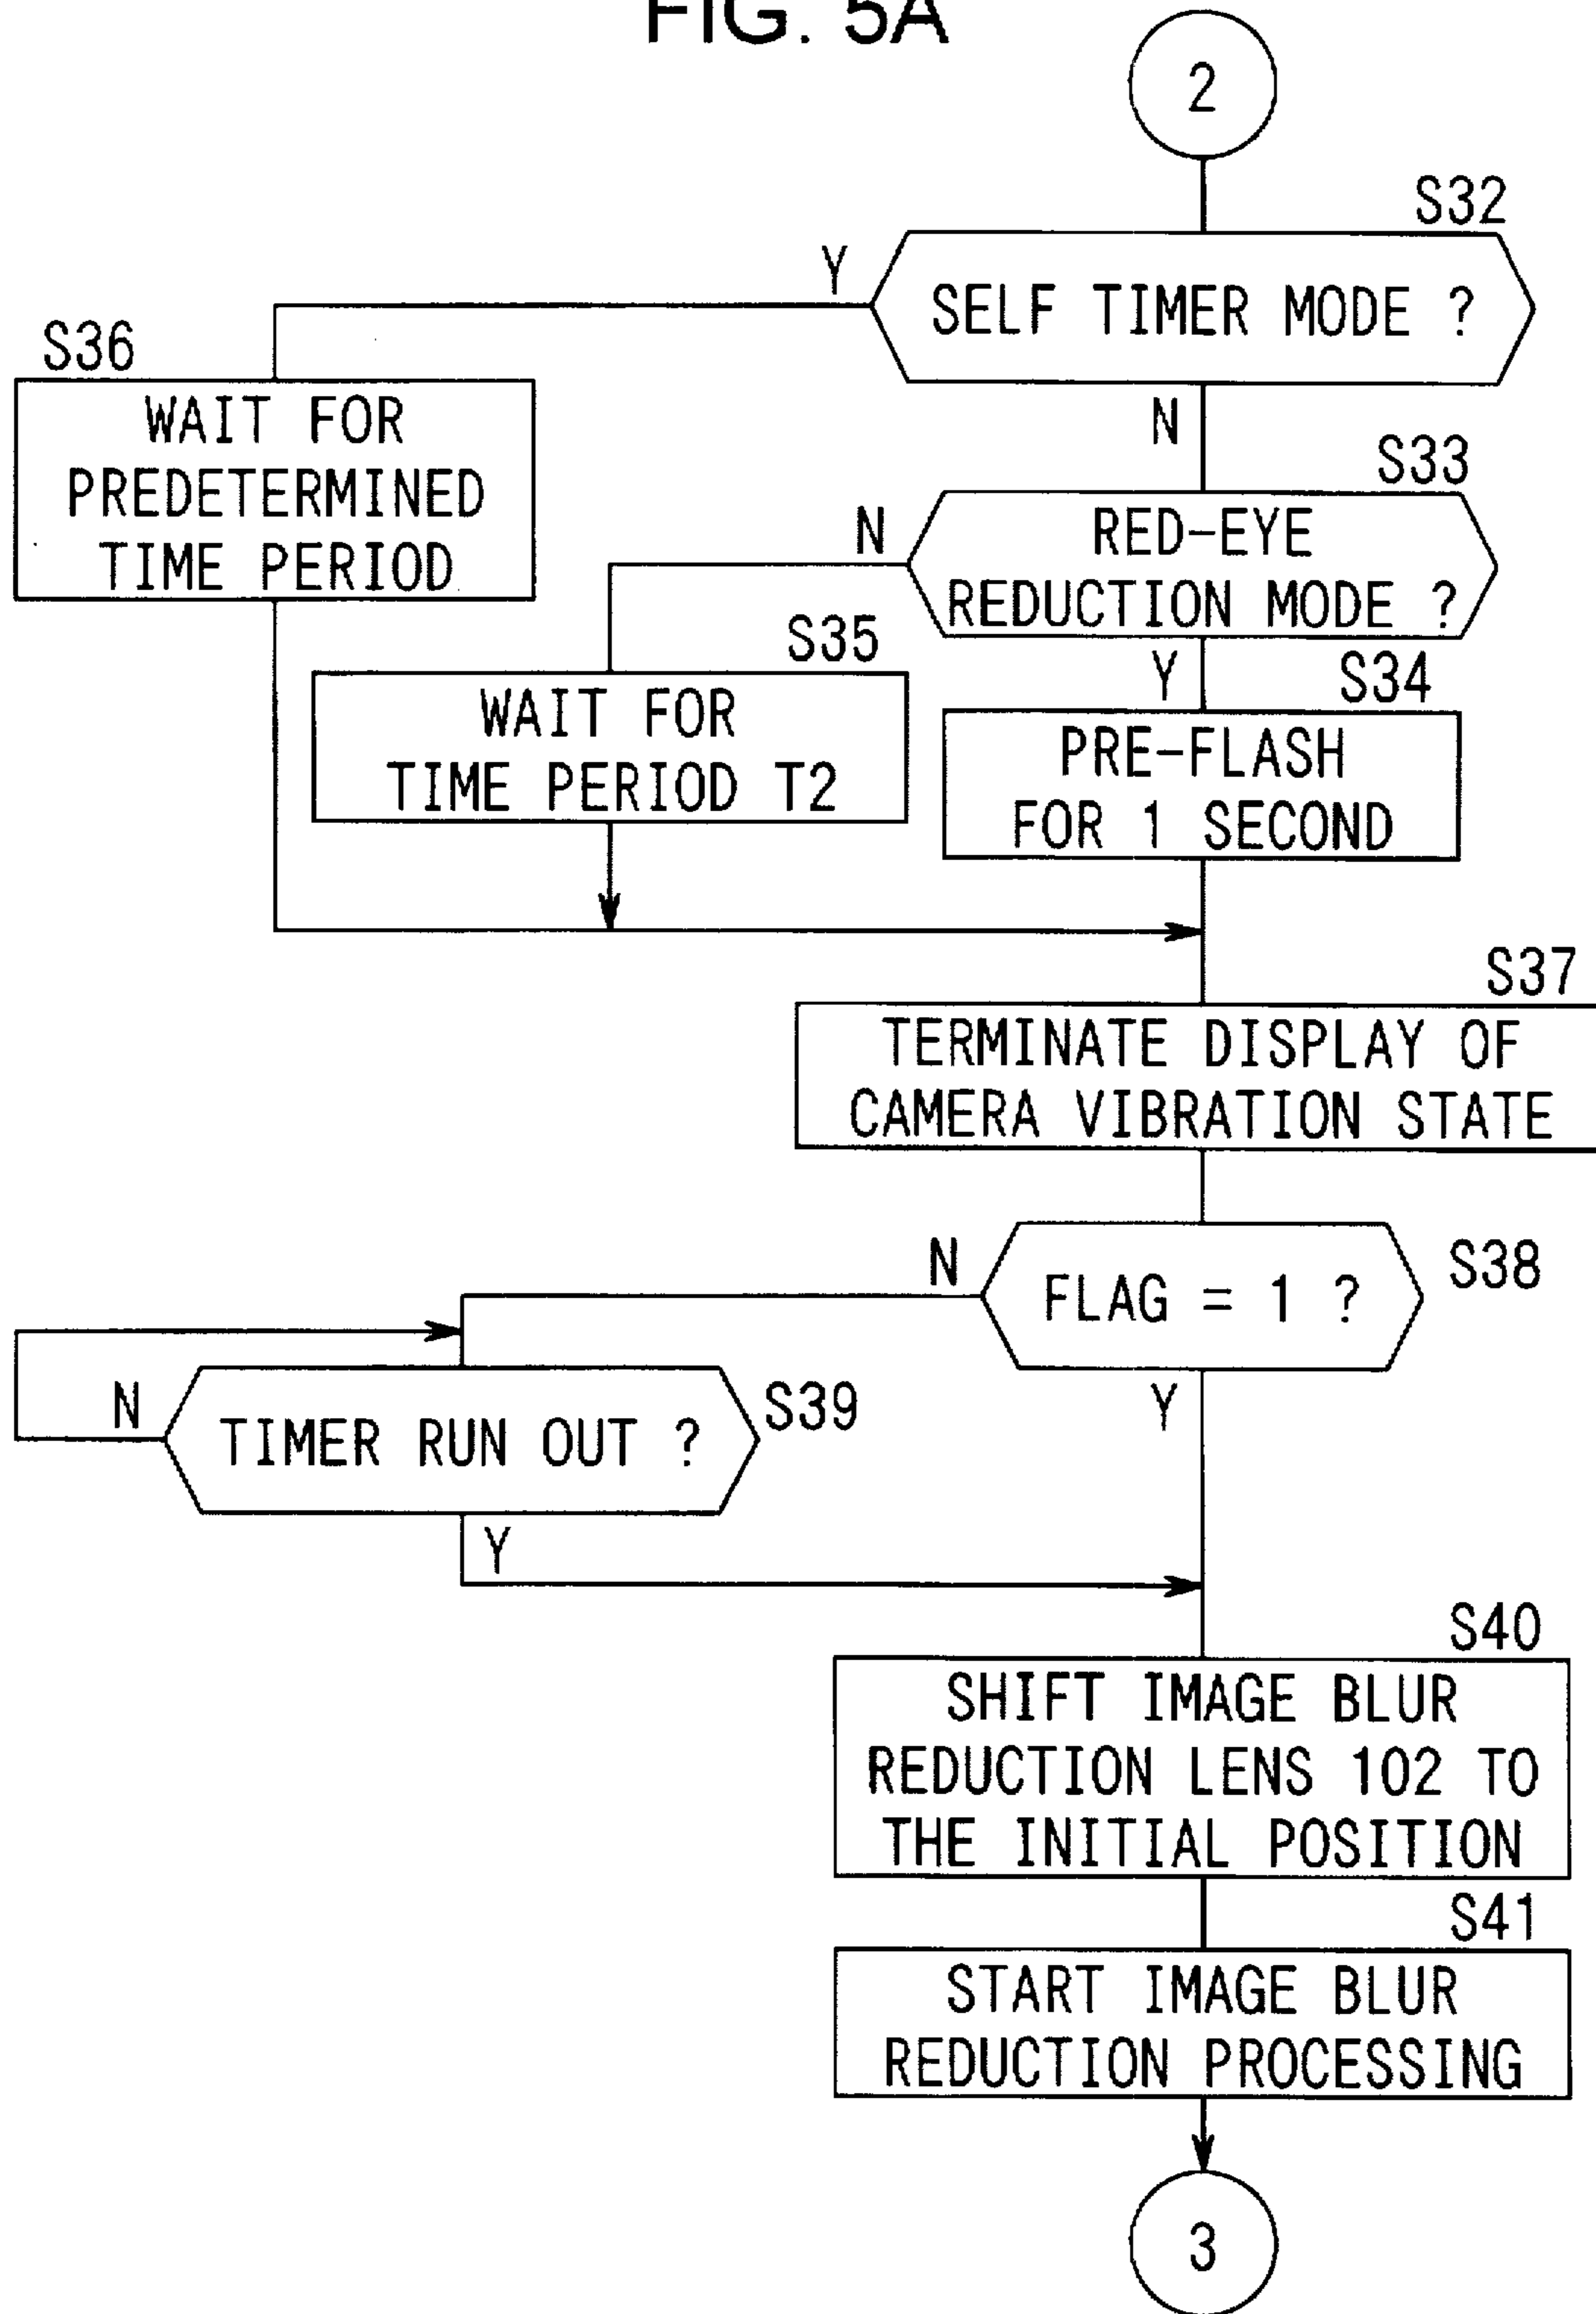 FIG. 5A
2
S32
Y
SELF TIMER MODE ?
S36
WAIT FOR
PREDETERMINED
TIME PERIOD
N
S33
N
RED-EYE
REDUCTION MODE ?
S35
WAIT FOR
TIME PERIOD T2
Y
S34
PRE-FLASH
FOR 1 SECOND
S37
TERMINATE DISPLAY OF
CAMERA VIBRATION STATE
N
FLAG = 1 ?
S38
Y
N
TIMER RUN OUT ?
S39
Y
S40
SHIFT IMAGE BLUR
REDUCTION LENS 102 TO
THE INITIAL POSITION
S41
START IMAGE BLUR
REDUCTION PROCESSING
3